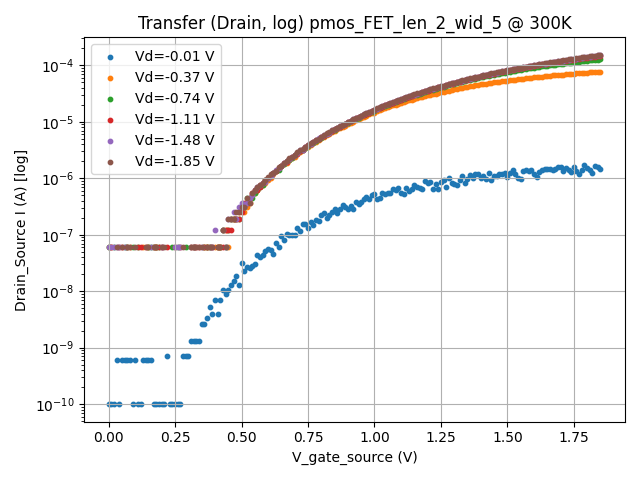 Transfer (Drain, log) pmos_FET_len_2_wid_5 @ 300K
Vd=-0.01 V
Vd=-0.37 V
Vd=-0.74 V
Vd=-1.11 V
Vd=-1.48 V
Vd=-1.85 V
Drain_Source I (A) [log]
10⁻⁴
10⁻⁵
10⁻⁶
10⁻⁷
10⁻⁸
10⁻⁹
10⁻¹⁰
0.00 0.25 0.50 0.75 1.00 1.25 1.50 1.75
V_gate_source (V)